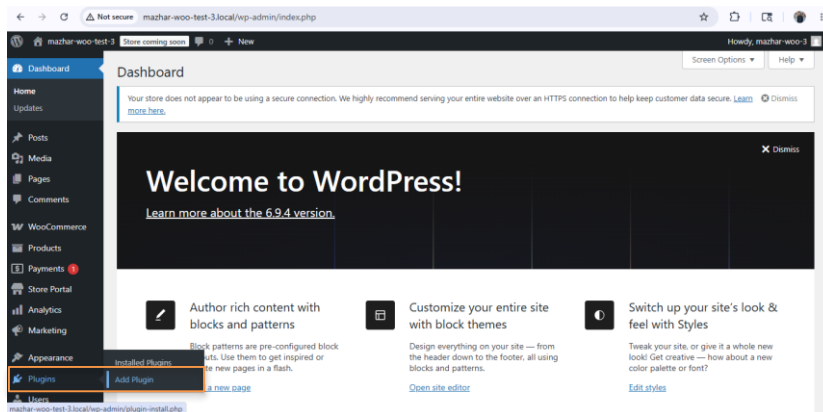 Not secure mazhar-woo-test-3.local/wp-admin/index.php
mazhar-woo-test-3 Store coming soon 0 + New Howdy, mazhar-woo-3
Screen Options Help
Dashboard
Home
Updates
Posts
Media
Pages
Comments
WooCommerce
Products
Payments 1
Store Portal
Analytics
Marketing
Appearance
Plugins
Users
Installed Plugins
Add Plugin
Dashboard
Your store does not appear to be using a secure connection. We highly recommend serving your entire website over an HTTPS connection to help keep customer data secure. Learn
more here.
Dismiss
Dismiss
Welcome to WordPress!
Learn more about the 6.9.4 version.
Author rich content with
blocks and patterns
Block patterns are pre-configured block
uts. Use them to get inspired or
te new pages in a flash.
a new page
Customize your entire site
with block themes
Design everything on your site — from
the header down to the footer, all using
blocks and patterns.
Open site editor
Switch up your site's look &
feel with Styles
Tweak your site, or give it a whole new
look! Get creative — how about a new
color palette or font?
Edit styles
mazhar-woo-test-3.local/wp-admin/plugin-install.php